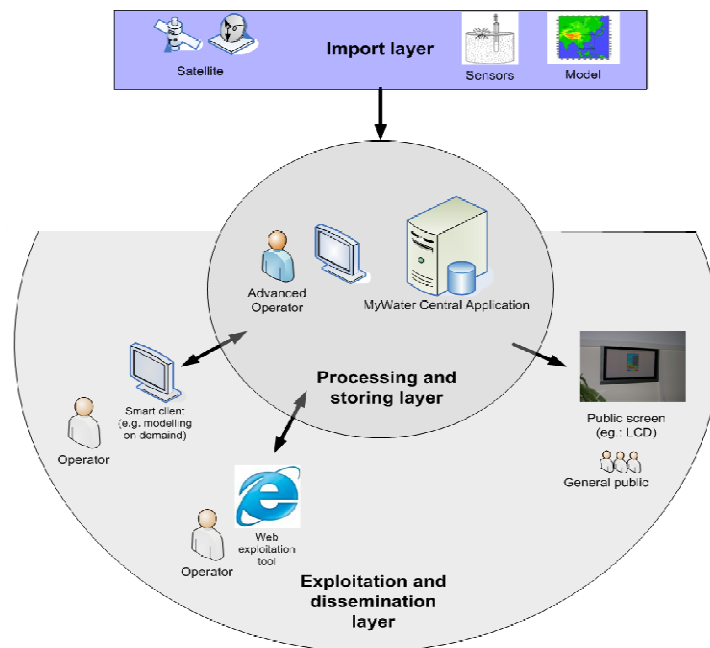 Import layer
Satellite
Sensors
Model
Advanced
Operator
MyWater Central Application
Processing and
storing layer
Smart client
(e.g. modelling
on demaind)
Operator
Web
exploitation
tool
Operator
Public screen
(eg.: LCD)
General public
Exploitation and
dissemination
layer